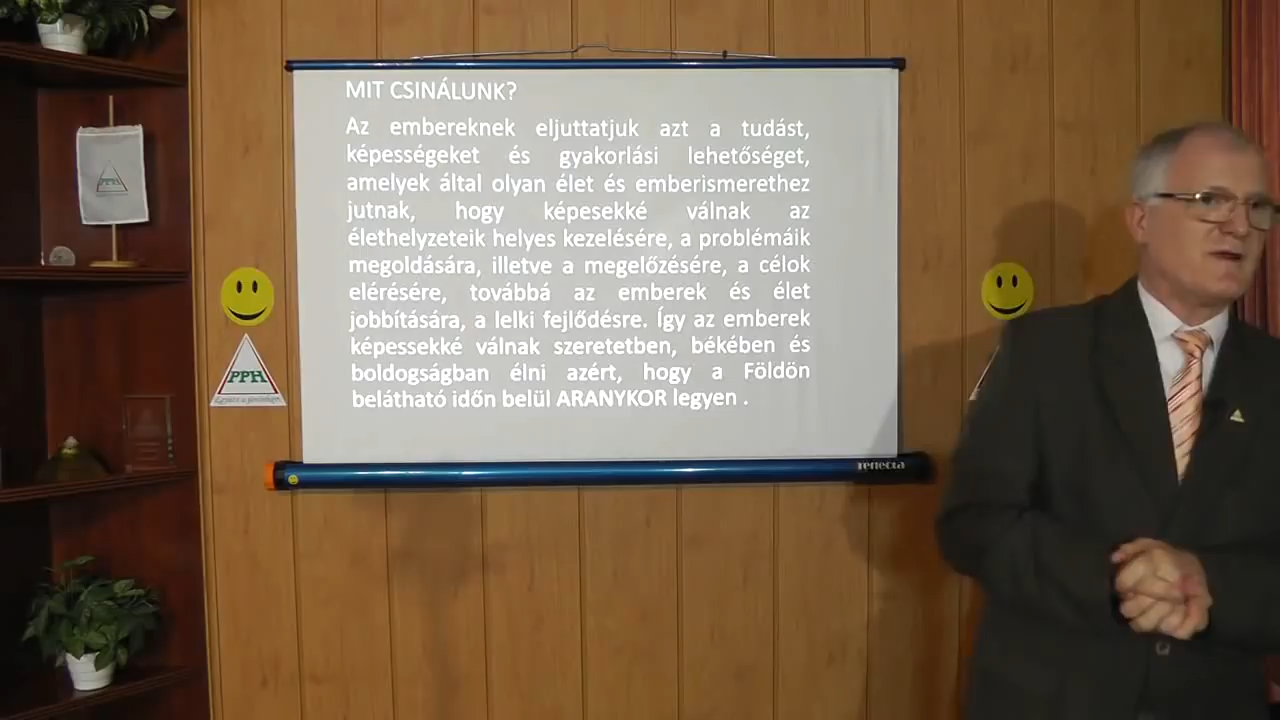 MIT CSINÁLUNK?
Az embereknek eljuttatjuk azt a tudást,
képességeket és gyakorlási lehetőséget,
amelyek által olyan élet és emberismerethez
jutnak, hogy képesekké válnak az
élethelyzeteik helyes kezelésére, a problémáik
megoldására, illetve a megelőzésére, a célok
elérésére, továbbá az emberek és élet
jobbítására, a lelki fejlődésre. Így az emberek
képessekké válnak szeretetben, békében és
boldogságban élni azért, hogy a Földön
belátható időn belül ARANYKOR legyen .
reflecta
PPH
PPH